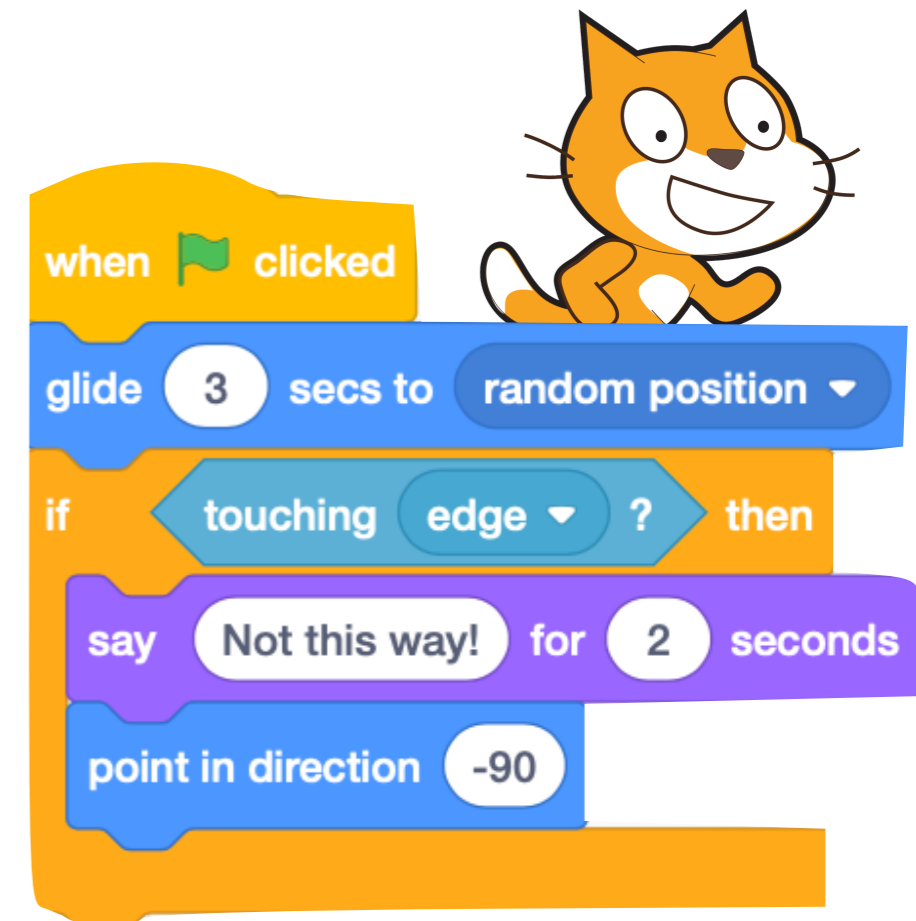 when clicked
glide 3 secs to random position
if touching edge ? then
say Not this way! for 2 seconds
point in direction -90